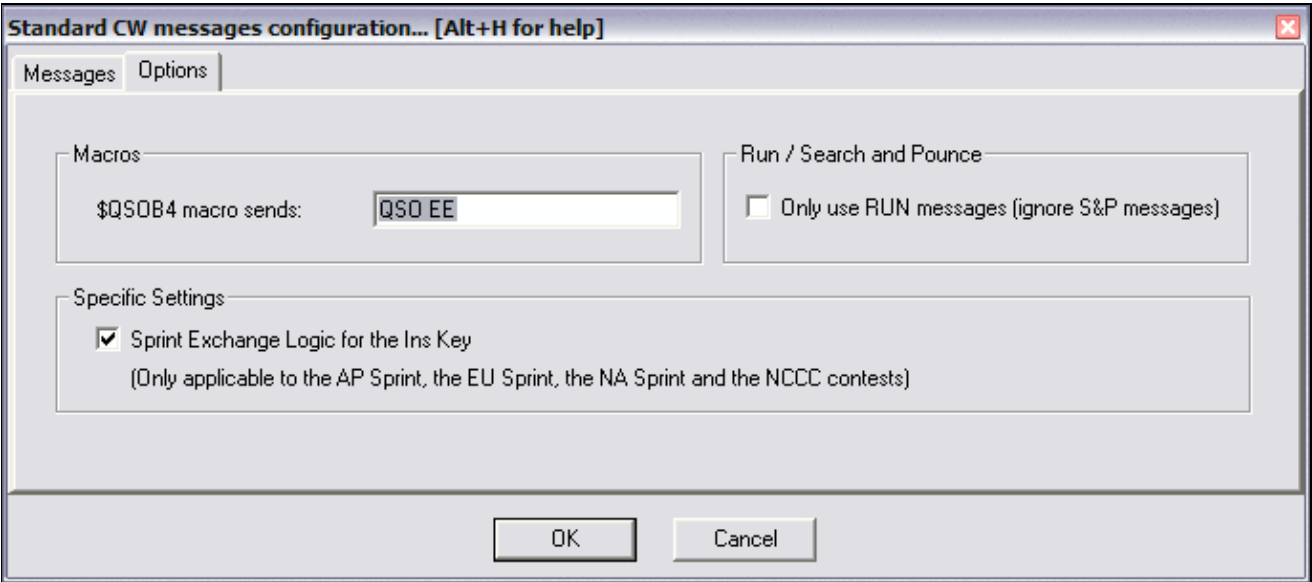 Standard CW messages configuration... [Alt+H for help]
Messages Options
Macros
$QSOB4 macro sends: QSO EE
Run / Search and Pounce
Only use RUN messages (ignore S&P messages)
Specific Settings
Sprint Exchange Logic for the Ins Key
(Only applicable to the AP Sprint, the EU Sprint, the NA Sprint and the NCCC contests)
OK Cancel